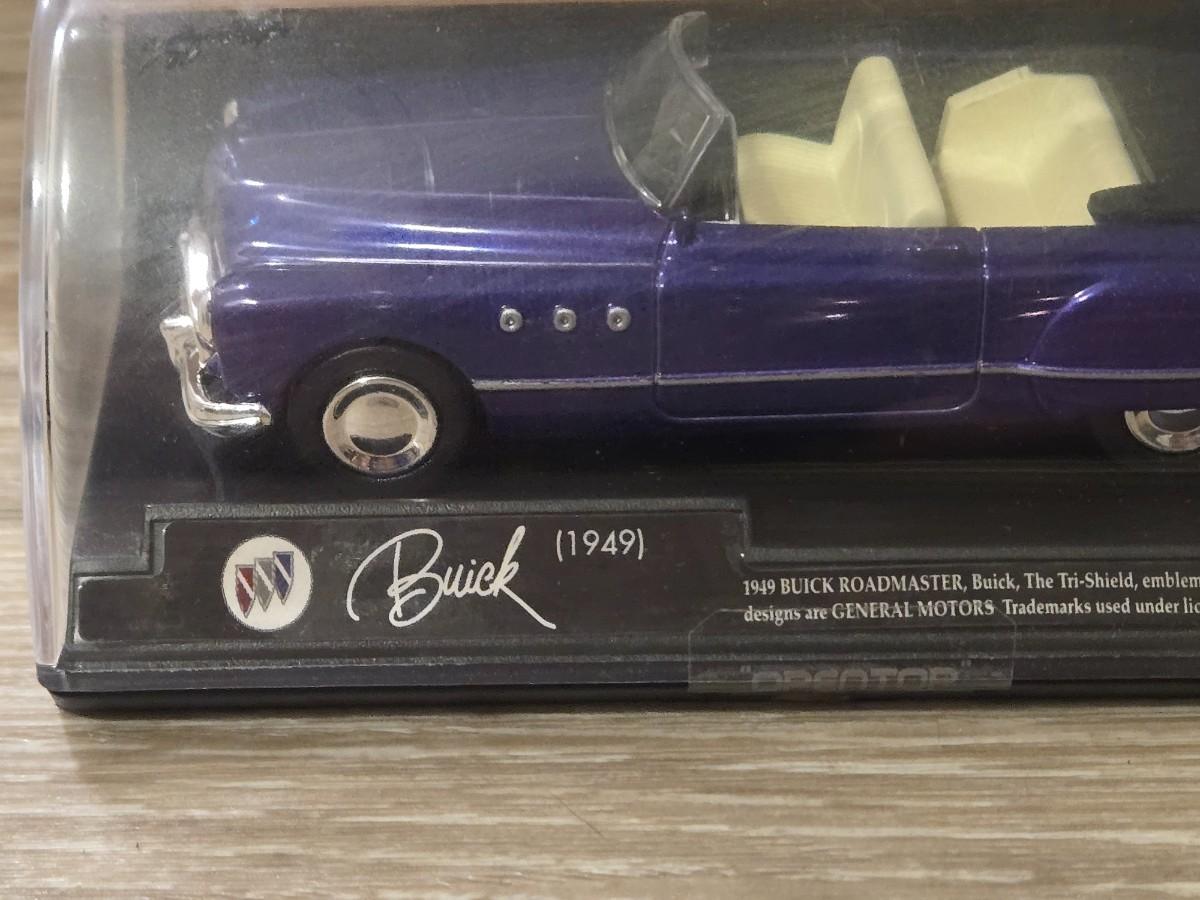 Buick (1949)
1949 BUICK ROADMASTER, Buick, The Tri-Shield, emblem
designs are GENERAL MOTORS Trademarks used under lic